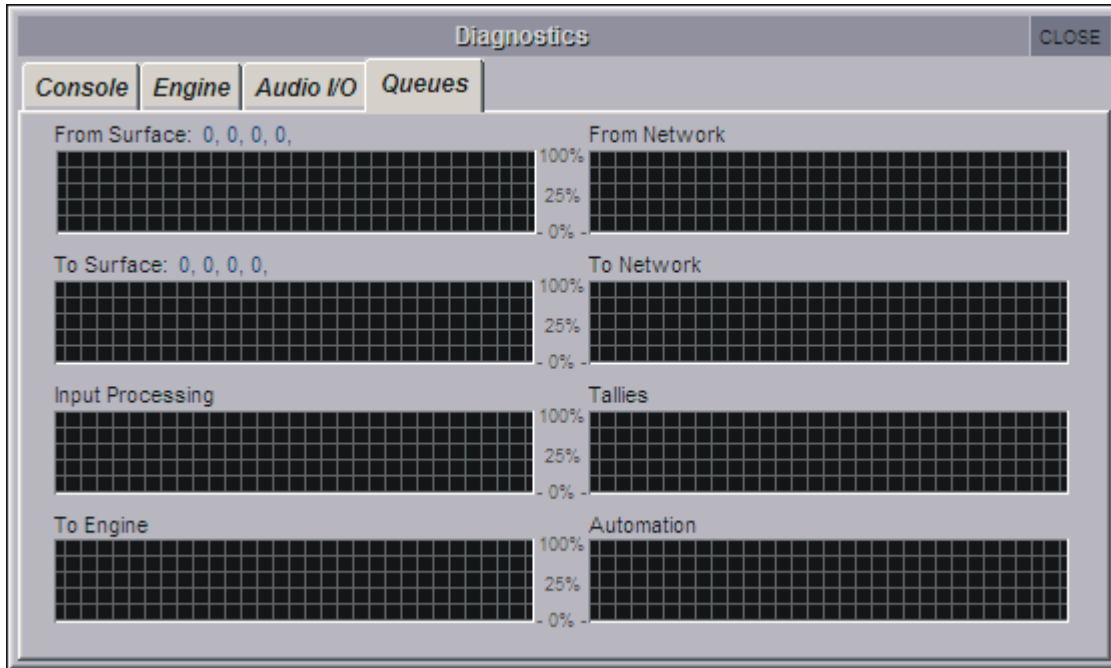 Diagnostics CLOSE
Console Engine Audio I/O Queues
From Surface: 0, 0, 0, 0, From Network
100%
25%
- 0% -
To Surface: 0, 0, 0, 0, To Network
100%
25%
- 0% -
Input Processing Tallies
100%
25%
- 0% -
To Engine Automation
100%
25%
- 0% -